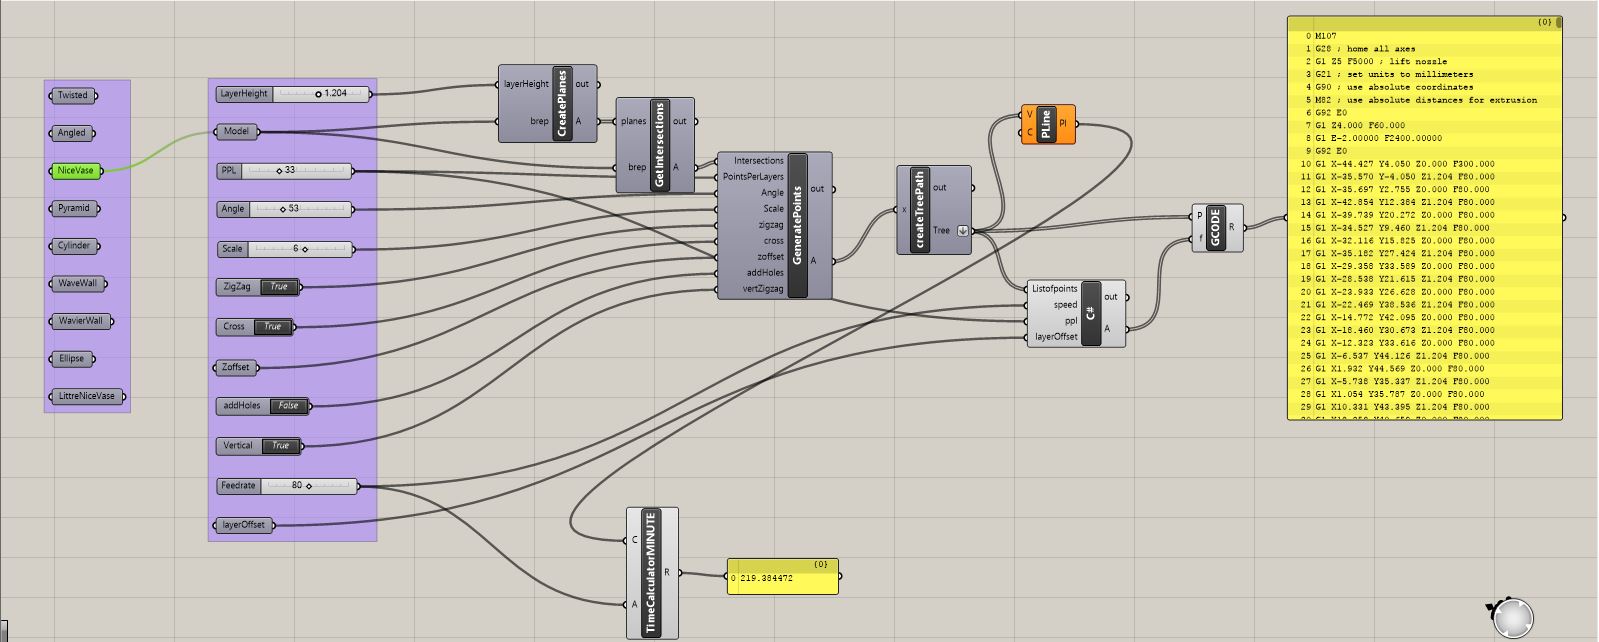 Twisted
Angled
NiceVase
Pyramid
Cylinder
WaveWall
WavierWall
Ellipse
LittreNiceVase
LayerHeight 1.204
Model
PPL 33
Angle 53
Scale 6
ZigZag True
Cross True
Zoffset
addHoles False
Vertical True
Feedrate 80
layerOffset
layerHeight
brep
CreatePlanes
out
A
planes
brep
GetIntersections
out
A
Intersections
PointsPerLayers
Angle
Scale
zigzag
cross
zoffset
addHoles
vertZigzag
GeneratePoints
out
A
x
createTreePath
out
Tree
V
C
PLine
Pl
Listofpoints
speed
ppl
layerOffset
C#
out
A
P
f
GCODE
R
C
A
TimeCalculatorMINUTE
R
{0}
0 219.384472
{0}
0 M107
1 G28 ; home all axes
2 G1 Z5 F5000 ; lift nozzle
3 G21 ; set units to millimeters
4 G90 ; use absolute coordinates
5 M82 ; use absolute distances for extrusion
6 G92 E0
7 G1 Z4.000 F60.000
8 G1 E-2.00000 F2400.00000
9 G92 E0
10 G1 X-44.427 Y4.050 Z0.000 F300.000
11 G1 X-35.570 Y-4.050 Z1.204 F80.000
12 G1 X-35.697 Y2.755 Z0.000 F80.000
13 G1 X-42.854 Y12.384 Z1.204 F80.000
14 G1 X-39.739 Y20.272 Z0.000 F80.000
15 G1 X-34.527 Y9.460 Z1.204 F80.000
16 G1 X-32.116 Y15.825 Z0.000 F80.000
17 G1 X-35.182 Y27.424 Z1.204 F80.000
18 G1 X-29.358 Y33.589 Z0.000 F80.000
19 G1 X-28.538 Y21.615 Z1.204 F80.000
20 G1 X-23.933 Y26.628 Z0.000 F80.000
21 G1 X-22.469 Y38.536 Z1.204 F80.000
22 G1 X-14.772 Y42.095 Z0.000 F80.000
23 G1 X-18.460 Y30.673 Z1.204 F80.000
24 G1 X-12.323 Y33.616 Z0.000 F80.000
25 G1 X-6.537 Y44.126 Z1.204 F80.000
26 G1 X1.932 Y44.569 Z0.000 F80.000
27 G1 X-5.738 Y35.337 Z1.204 F80.000
28 G1 X1.054 Y35.787 Z0.000 F80.000
29 G1 X10.331 Y43.395 Z1.204 F80.000